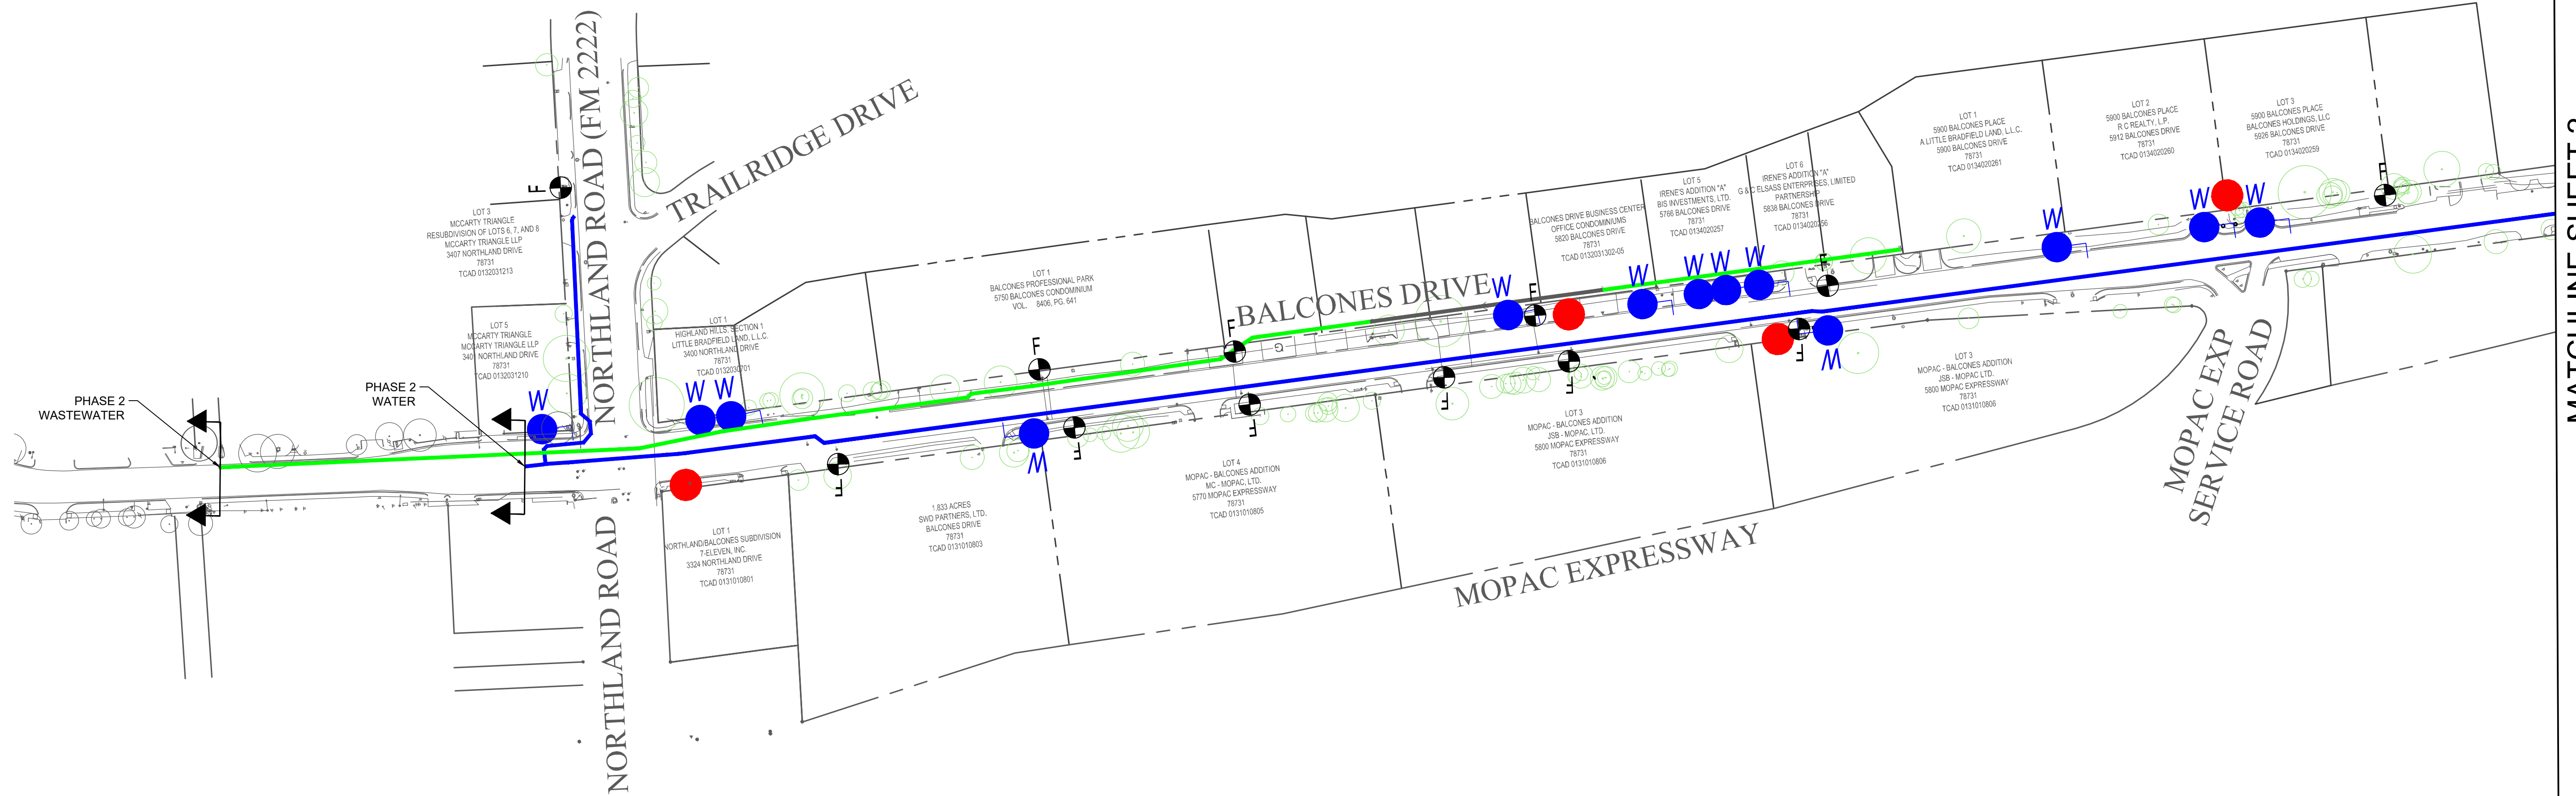 NORTHLAND ROAD (FM 2222)
TRAILRIDGE DRIVE
F
LOT 3
MCCARTY TRIANGLE
RESUBDIVISION OF LOTS 6, 7, AND 8
MCCARTY TRIANGLE LLP
3407 NORTHLAND DRIVE
78731
TCAD 0132031213
LOT 5
MCCARTY TRIANGLE
MCCARTY TRIANGLE LLP
3401 NORTHLAND DRIVE
78731
TCAD 0132031210
PHASE 2
WASTEWATER
PHASE 2
WATER
W
LOT 1
HIGHLAND HILLS, SECTION 1
LITTLE BRADFIELD LAND, L.L.C.
3400 NORTHLAND DRIVE
78731
TCAD 0132030701
W
W
LOT 1
BALCONES PROFESSIONAL PARK
5750 BALCONES CONDOMINIUM
VOL. 8406, PG. 641
F
F
G
BALCONES DRIVE
W
F
BALCONES DRIVE BUSINESS CENTER
OFFICE CONDOMINIUMS
5820 BALCONES DRIVE
78731
TCAD 0132031302-05
W
LOT 5
IRENE'S ADDITION "A"
BIS INVESTMENTS, LTD.
5766 BALCONES DRIVE
78731
TCAD 0134020257
W
W
W
LOT 6
IRENE'S ADDITION "A"
G & C ELSASS ENTERPRISES, LIMITED
PARTNERSHIP
5838 BALCONES DRIVE
78731
TCAD 0134020256
F
LOT 1
5900 BALCONES PLACE
A LITTLE BRADFIELD LAND, L.L.C.
5900 BALCONES DRIVE
78731
TCAD 0134020261
W
LOT 2
5900 BALCONES PLACE
R C REALTY, L.P.
5912 BALCONES DRIVE
78731
TCAD 0134020260
W
W
LOT 3
5900 BALCONES PLACE
BALCONES HOLDINGS, LLC
5926 BALCONES DRIVE
78731
TCAD 0134020259
F
NORTHLAND ROAD
LOT 1
NORTHLAND/BALCONES SUBDIVISION
7-ELEVEN, INC.
3324 NORTHLAND DRIVE
78731
TCAD 0131010801
F
1.833 ACRES
SWD PARTNERS, LTD.
BALCONES DRIVE
78731
TCAD 0131010803
W
F
LOT 4
MOPAC - BALCONES ADDITION
MC - MOPAC, LTD.
5770 MOPAC EXPRESSWAY
78731
TCAD 0131010805
F
F
F
LOT 3
MOPAC - BALCONES ADDITION
JSB - MOPAC, LTD.
5800 MOPAC EXPRESSWAY
78731
TCAD 0131010806
F
W
LOT 3
MOPAC - BALCONES ADDITION
JSB - MOPAC LTD.
5800 MOPAC EXPRESSWAY
78731
TCAD 0131010806
MOPAC EXPRESSWAY
MOPAC EXP
SERVICE ROAD